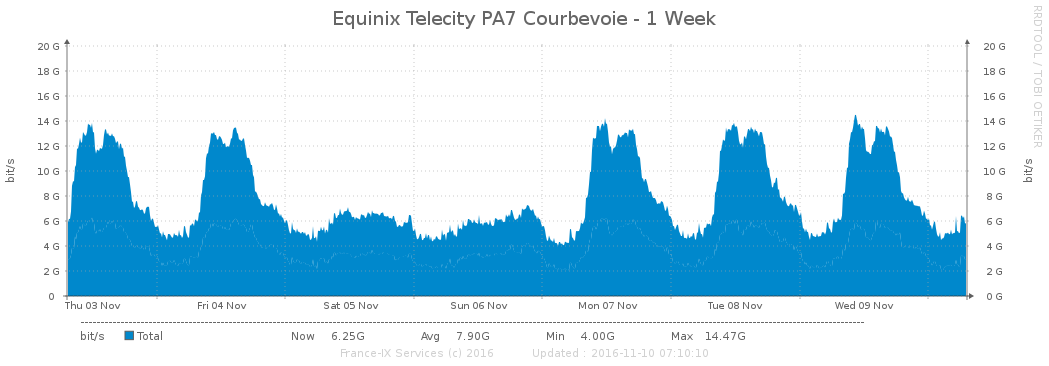 Equinix Telecity PA7 Courbevoie - 1 Week
RRDTOOL / TOBI OETIKER
bit/s
20 G 20 G
18 G 18 G
16 G 16 G
14 G 14 G
12 G 12 G
10 G 10 G
8 G 8 G
6 G 6 G
4 G 4 G
2 G 2 G
0 0 G
bit/s
Thu 03 Nov Fri 04 Nov Sat 05 Nov Sun 06 Nov Mon 07 Nov Tue 08 Nov Wed 09 Nov
bit/s Total Now 6.25G Avg 7.90G Min 4.00G Max 14.47G
France-IX Services (c) 2016 Updated : 2016-11-10 07:10:10